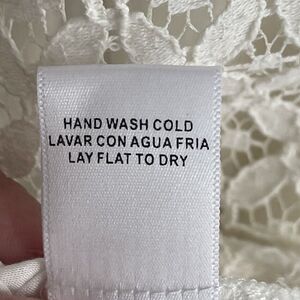 HAND WASH COLD
LAVAR CON AGUA FRIA
LAY FLAT TO DRY